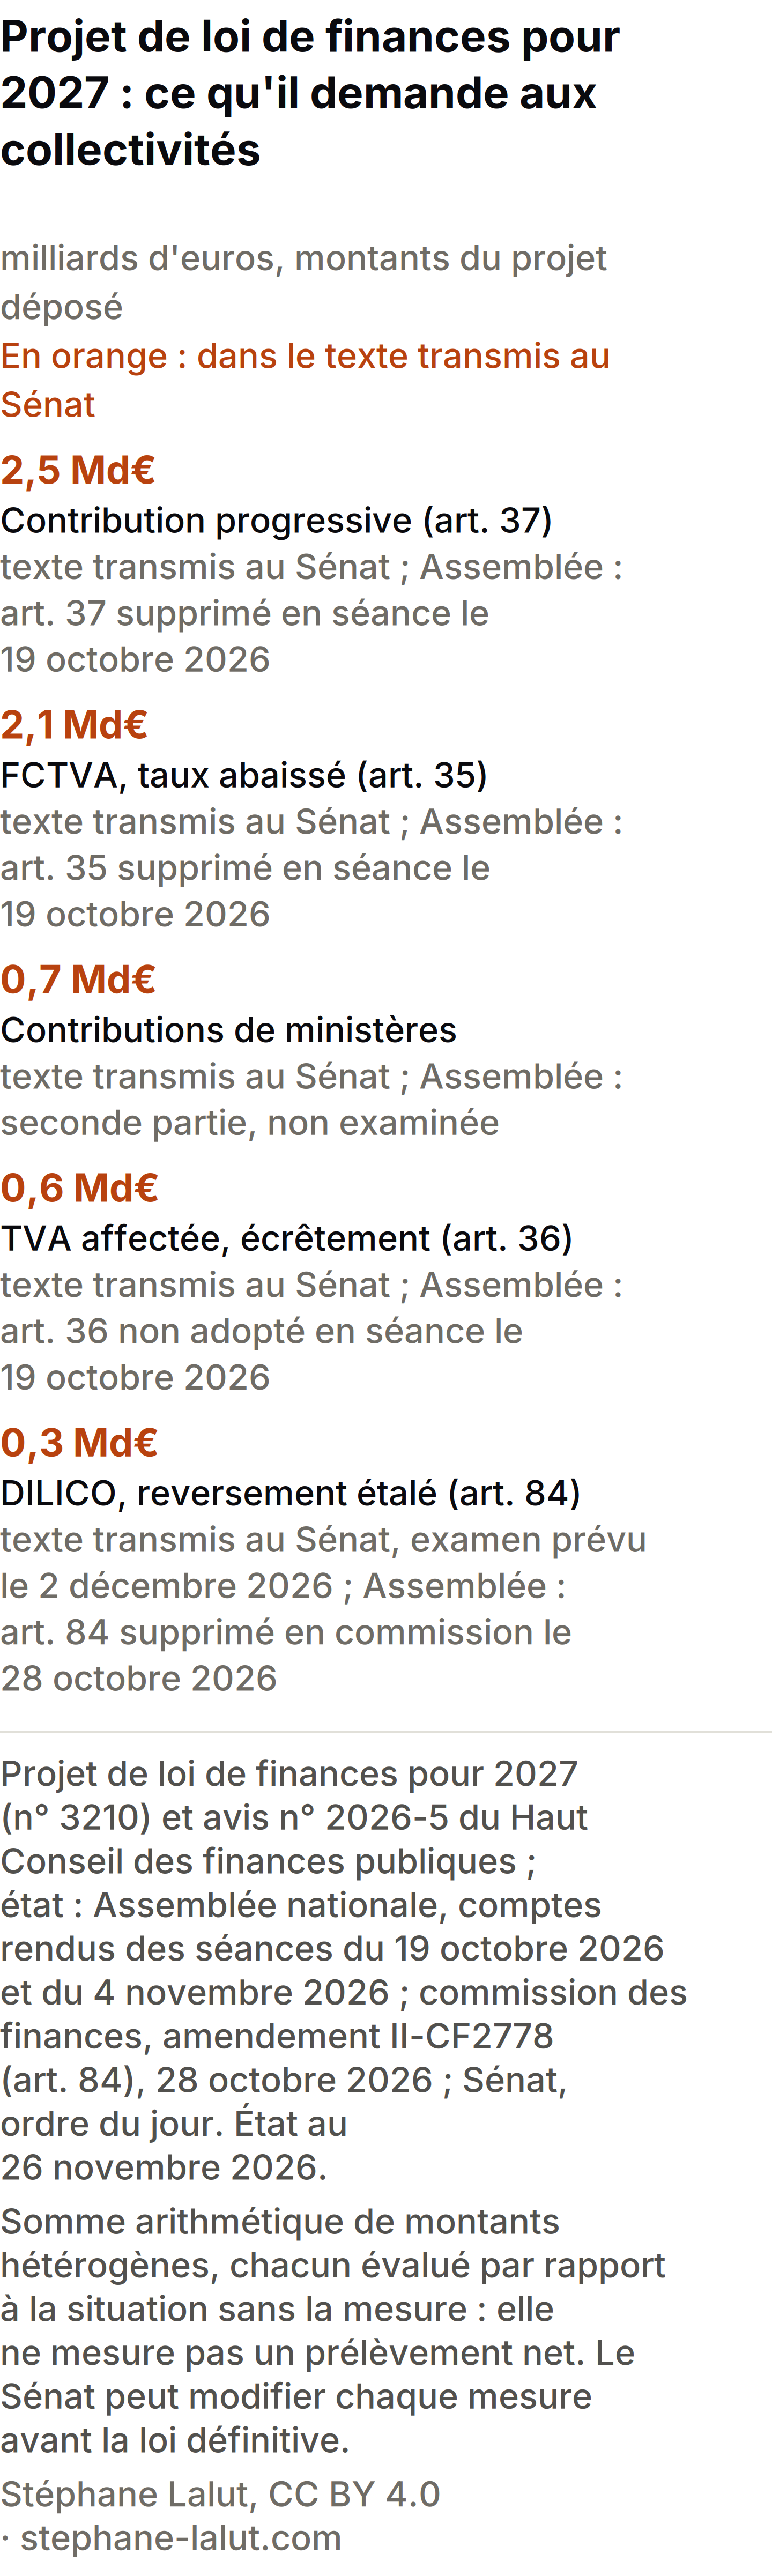 Projet de loi de finances pour
2027 : ce qu'il demande aux
collectivités
milliards d'euros, montants du projet
déposé
En orange : dans le texte transmis au
Sénat
2,5 Md€
Contribution progressive (art. 37)
texte transmis au Sénat ; Assemblée :
art. 37 supprimé en séance le
19 octobre 2026
2,1 Md€
FCTVA, taux abaissé (art. 35)
texte transmis au Sénat ; Assemblée :
art. 35 supprimé en séance le
19 octobre 2026
0,7 Md€
Contributions de ministères
texte transmis au Sénat ; Assemblée :
seconde partie, non examinée
0,6 Md€
TVA affectée, écrêtement (art. 36)
texte transmis au Sénat ; Assemblée :
art. 36 non adopté en séance le
19 octobre 2026
0,3 Md€
DILICO, reversement étalé (art. 84)
texte transmis au Sénat, examen prévu
le 2 décembre 2026 ; Assemblée :
art. 84 supprimé en commission le
28 octobre 2026
Projet de loi de finances pour 2027
(n° 3210) et avis n° 2026-5 du Haut
Conseil des finances publiques ;
état : Assemblée nationale, comptes
rendus des séances du 19 octobre 2026
et du 4 novembre 2026 ; commission des
finances, amendement II-CF2778
(art. 84), 28 octobre 2026 ; Sénat,
ordre du jour. État au
26 novembre 2026.
Somme arithmétique de montants
hétérogènes, chacun évalué par rapport
à la situation sans la mesure : elle
ne mesure pas un prélèvement net. Le
Sénat peut modifier chaque mesure
avant la loi définitive.
Stéphane Lalut, CC BY 4.0
· stephane-lalut.com